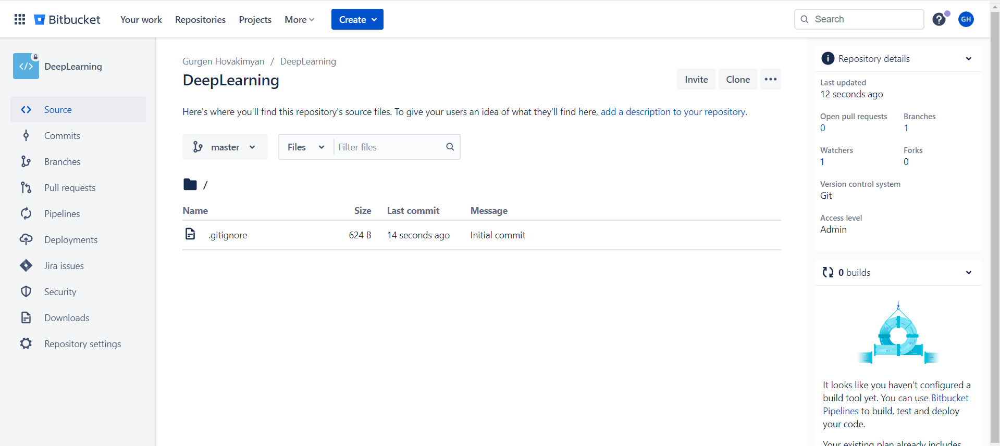 Bitbucket
Your work
Repositories
Projects
More
Create
Search
GH
DeepLearning
Source
Commits
Branches
Pull requests
Pipelines
Deployments
Jira issues
Security
Downloads
Repository settings
Gurgen Hovakimyan / DeepLearning
DeepLearning
Invite
Clone
Here's where you'll find this repository's source files. To give your users an idea of what they'll find here, add a description to your repository.
master
Files
Filter files
/
Name Size Last commit Message
.gitignore 624 B 14 seconds ago Initial commit
Repository details
Last updated
12 seconds ago
Open pull requests Branches
0 1
Watchers Forks
1 0
Version control system
Git
Access level
Admin
0 builds
It looks like you haven’t configured a
build tool yet. You can use Bitbucket
Pipelines to build, test and deploy
your code.
Your existing plan already includes